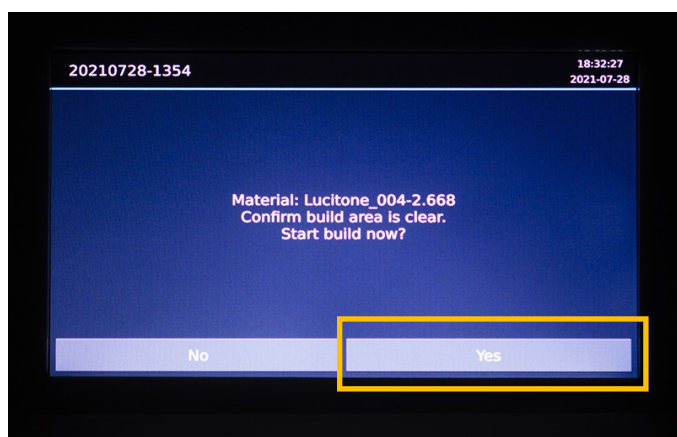 20210728-1354
18:32:27
2021-07-28
Material: Lucitone_004-2.668
Confirm build area is clear.
Start build now?
No
Yes